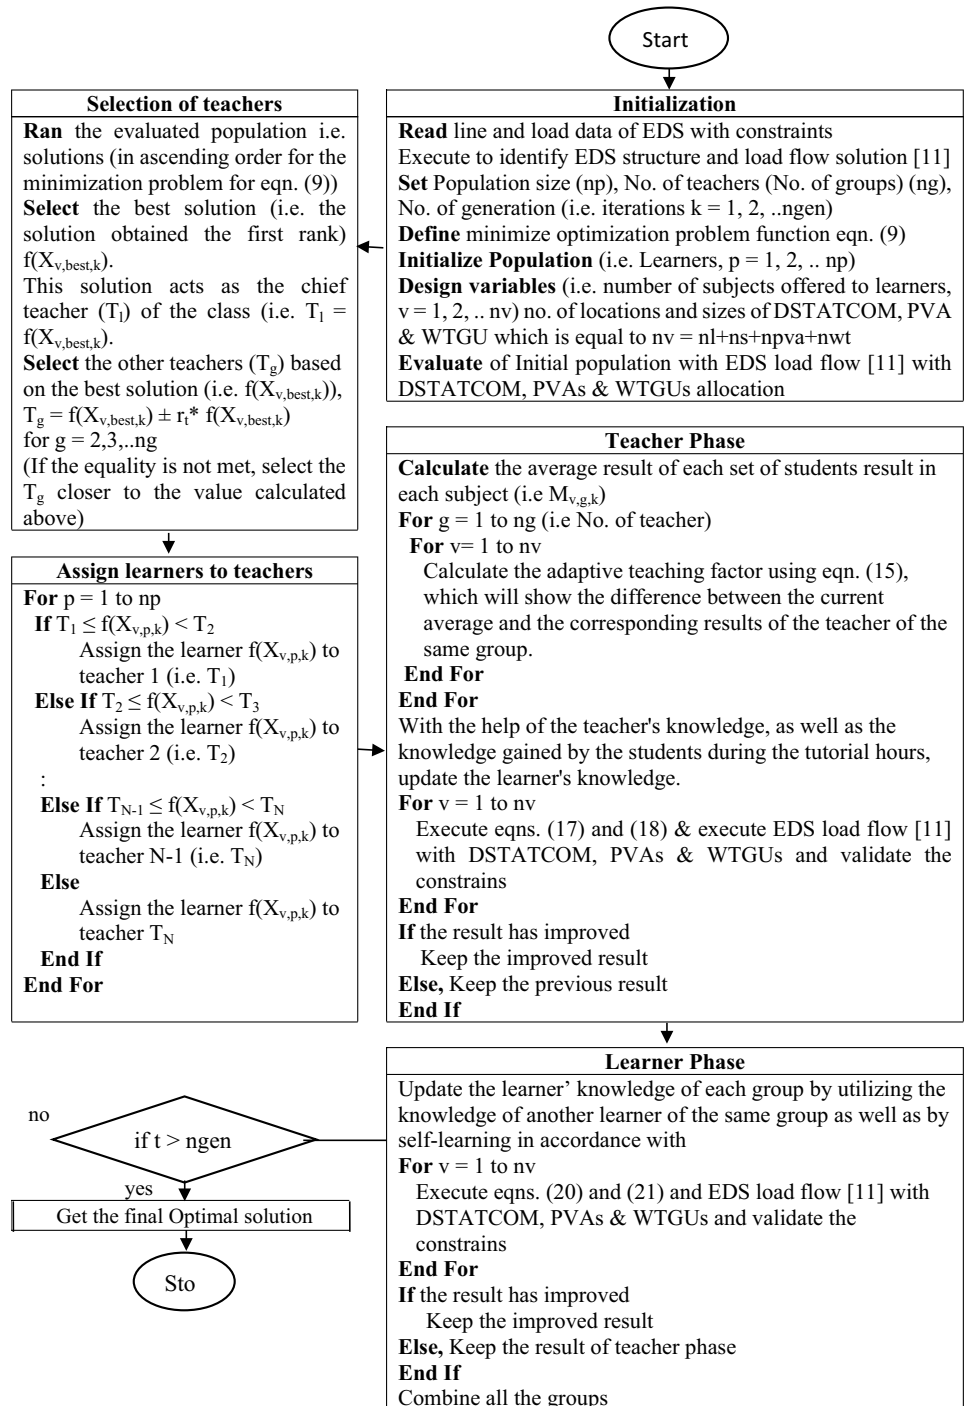 Start
Initialization
Read line and load data of EDS with constraints
Execute to identify EDS structure and load flow solution [11]
Set Population size (np), No. of teachers (No. of groups) (ng),
No. of generation (i.e. iterations k = 1, 2, ..ngen)
Define minimize optimization problem function eqn. (9)
Initialize Population (i.e. Learners, p = 1, 2, .. np)
Design variables (i.e. number of subjects offered to learners,
v = 1, 2, .. nv) no. of locations and sizes of DSTATCOM, PVA
& WTGU which is equal to nv = nl+ns+npva+nwt
Evaluate of Initial population with EDS load flow [11] with
DSTATCOM, PVAs & WTGUs allocation
Selection of teachers
Ran the evaluated population i.e.
solutions (in ascending order for the
minimization problem for eqn. (9))
Select the best solution (i.e. the
solution obtained the first rank)
f(Xv,best,k).
This solution acts as the chief
teacher (Tl) of the class (i.e. Tl =
f(Xv,best,k).
Select the other teachers (Tg) based
on the best solution (i.e. f(Xv,best,k)),
Tg = f(Xv,best,k) ± rt* f(Xv,best,k)
for g = 2,3,..ng
(If the equality is not met, select the
Tg closer to the value calculated
above)
Assign learners to teachers
For p = 1 to np
If T1 ≤ f(Xv,p,k) < T2
Assign the learner f(Xv,p,k) to
teacher 1 (i.e. T1)
Else If T2 ≤ f(Xv,p,k) < T3
Assign the learner f(Xv,p,k) to
teacher 2 (i.e. T2)
:
Else If TN-1 ≤ f(Xv,p,k) < TN
Assign the learner f(Xv,p,k) to
teacher N-1 (i.e. TN)
Else
Assign the learner f(Xv,p,k) to
teacher TN
End If
End For
Teacher Phase
Calculate the average result of each set of students result in
each subject (i.e Mv,g,k)
For g = 1 to ng (i.e No. of teacher)
For v= 1 to nv
Calculate the adaptive teaching factor using eqn. (15),
which will show the difference between the current
average and the corresponding results of the teacher of the
same group.
End For
End For
With the help of the teacher's knowledge, as well as the
knowledge gained by the students during the tutorial hours,
update the learner's knowledge.
For v = 1 to nv
Execute eqns. (17) and (18) & execute EDS load flow [11]
with DSTATCOM, PVAs & WTGUs and validate the
constrains
End For
If the result has improved
Keep the improved result
Else, Keep the previous result
End If
Learner Phase
Update the learner’ knowledge of each group by utilizing the
knowledge of another learner of the same group as well as by
self-learning in accordance with
For v = 1 to nv
Execute eqns. (20) and (21) and EDS load flow [11] with
DSTATCOM, PVAs & WTGUs and validate the
constrains
End For
If the result has improved
Keep the improved result
Else, Keep the result of teacher phase
End If
Combine all the groups
no
if t > ngen
yes
Get the final Optimal solution
Sto